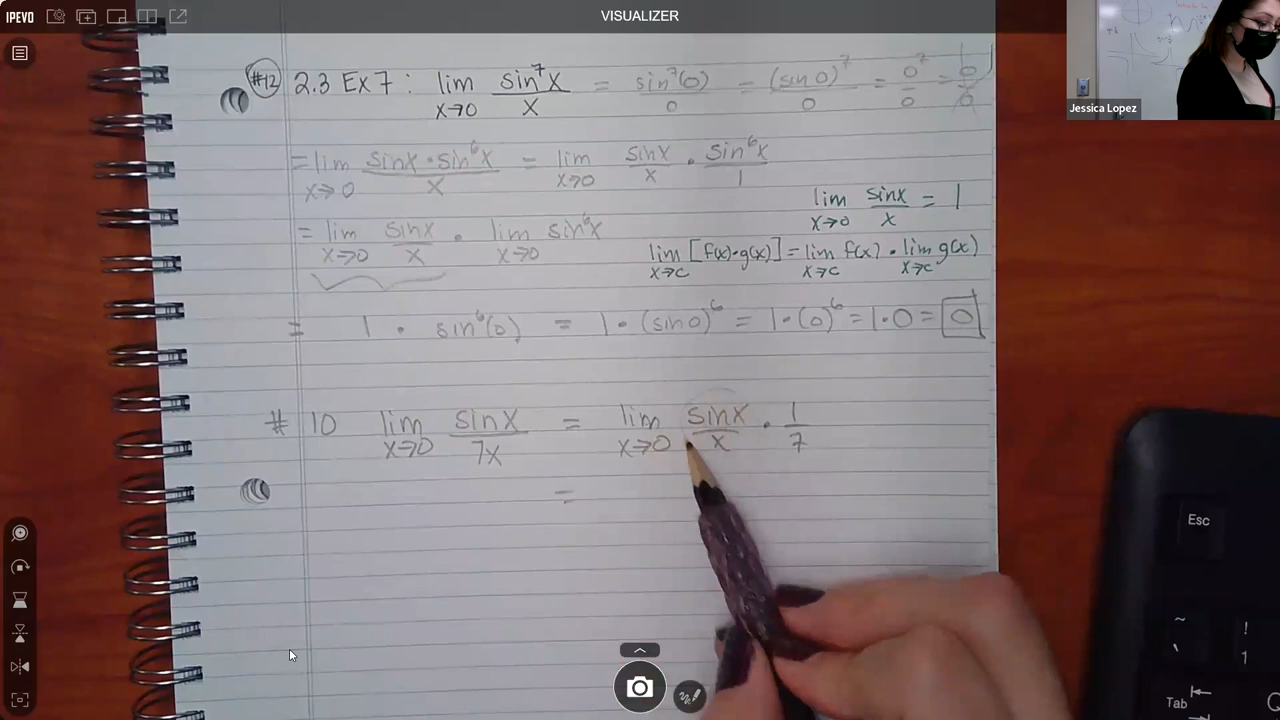 IPEVO
VISUALIZER
Jessica Lopez
#12 2.3 Ex 7 : lim x→0 sin⁷x / x = sin⁷(0) / 0 = (sin 0)⁷ / 0 = 0⁷ / 0 = 0 / 0
= lim x→0 sinx · sin⁶x / x = lim x→0 sinx / x · sin⁶x / 1
lim x→0 sinx / x = 1
= lim x→0 sinx / x · lim x→0 sin⁶x
lim x→c [f(x)·g(x)] = lim x→c f(x) · lim x→c g(x)
= 1 · sin⁶(0) = 1 · (sin 0)⁶ = 1 · (0)⁶ = 1 · 0 = 0
# 10 lim x→0 sinx / 7x = lim x→0 sinx / x · 1 / 7
=
Esc
~ `
! 1
Tab